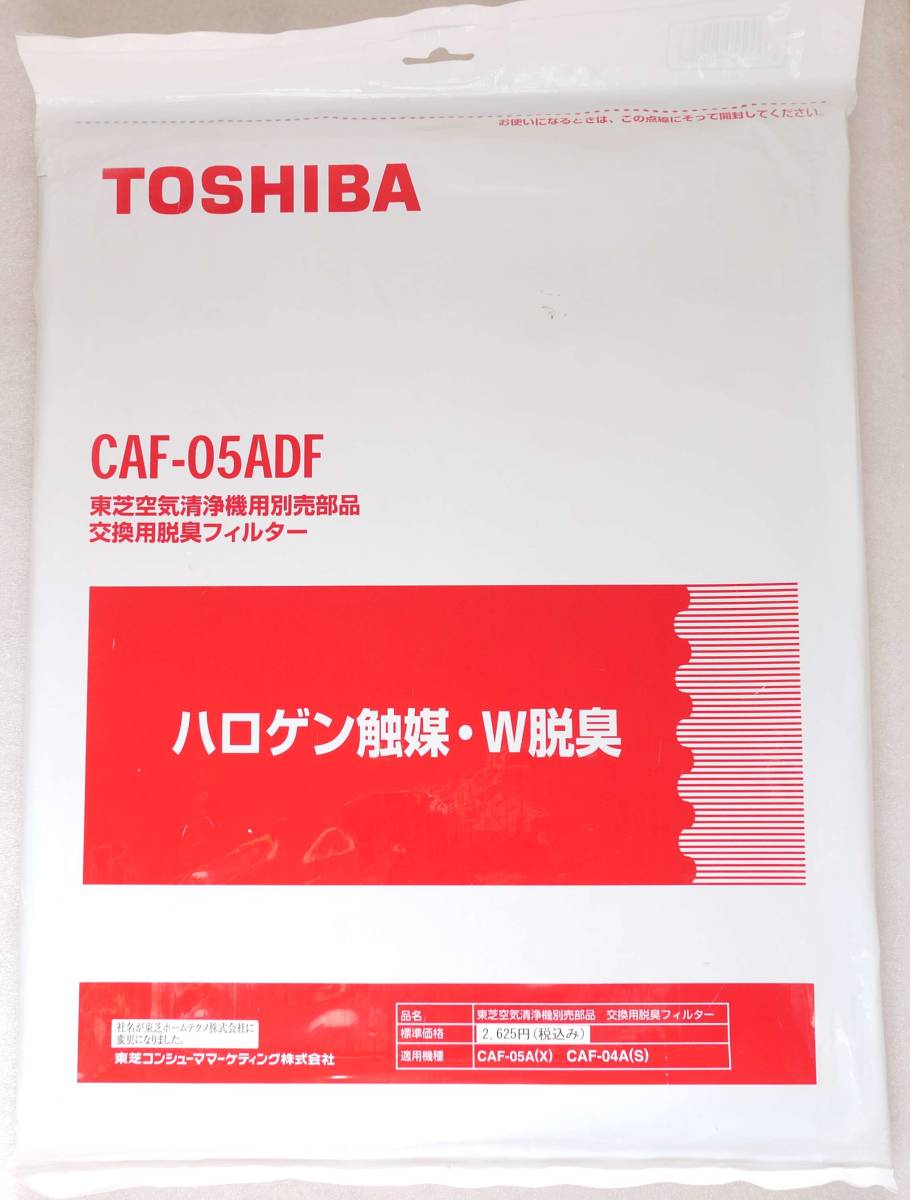 お使いになるときは、この点線にそって開封してください。
TOSHIBA
CAF-05ADF
東芝空気清浄機用別売部品
交換用脱臭フィルター
ハロゲン触媒・W脱臭
社名が東芝ホームテクノ株式会社に
変更になりました。
東芝コンシューママーケティング株式会社
品名 東芝空気清浄機別売部品 交換用脱臭フィルター
標準価格 2,625円(税込み)
適用機種 CAF-05A(X) CAF-04A(S)